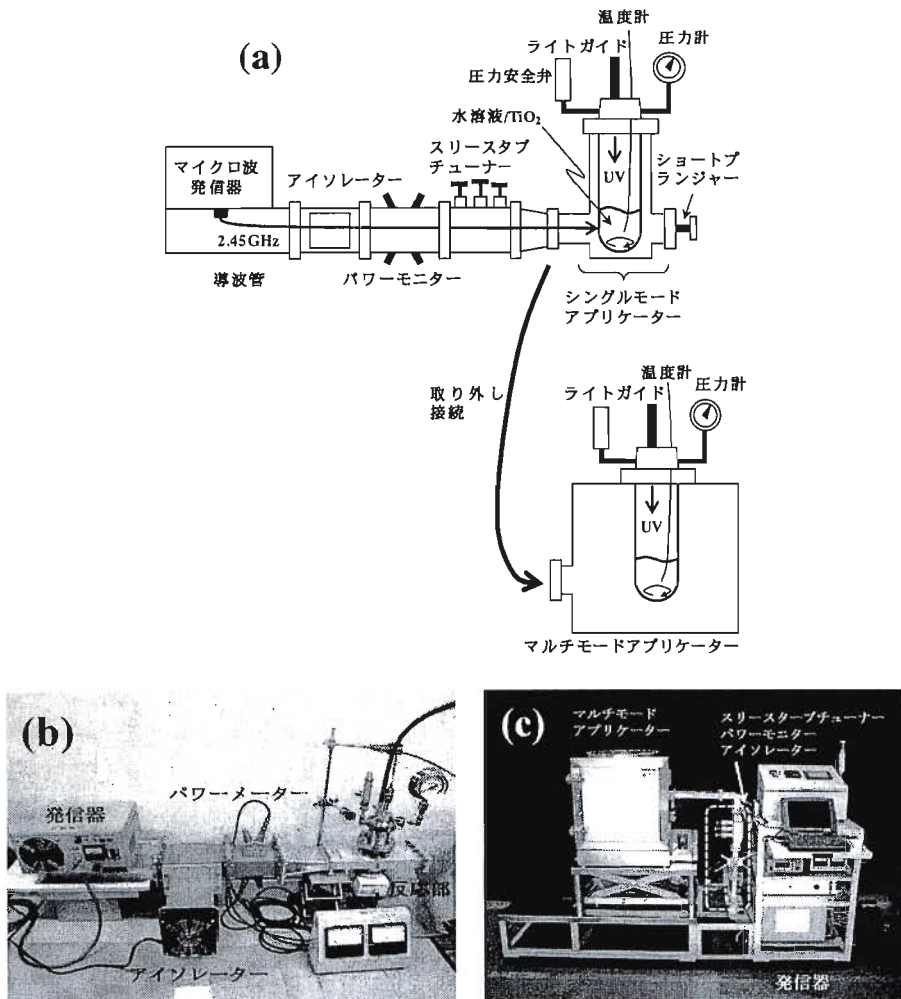 (a)
温度計
ライトガイド
圧力計
圧力安全弁
水溶液/TiO₂
スリースタブ
チューナー
ショートプ
ランジャー
マイクロ波
発信器
アイソレーター
UV
2.45GHz
導波管
パワーモニター
シングルモード
アプリケーター
取り外し
接続
温度計
ライトガイド
圧力計
UV
マルチモードアプリケーター
(b)
パワーメーター
発信器
反応部
アイソレーター
(c)
マルチモード
アプリケーター
スリースターブチューナー
パワーモニター
アイソレーター
発信器